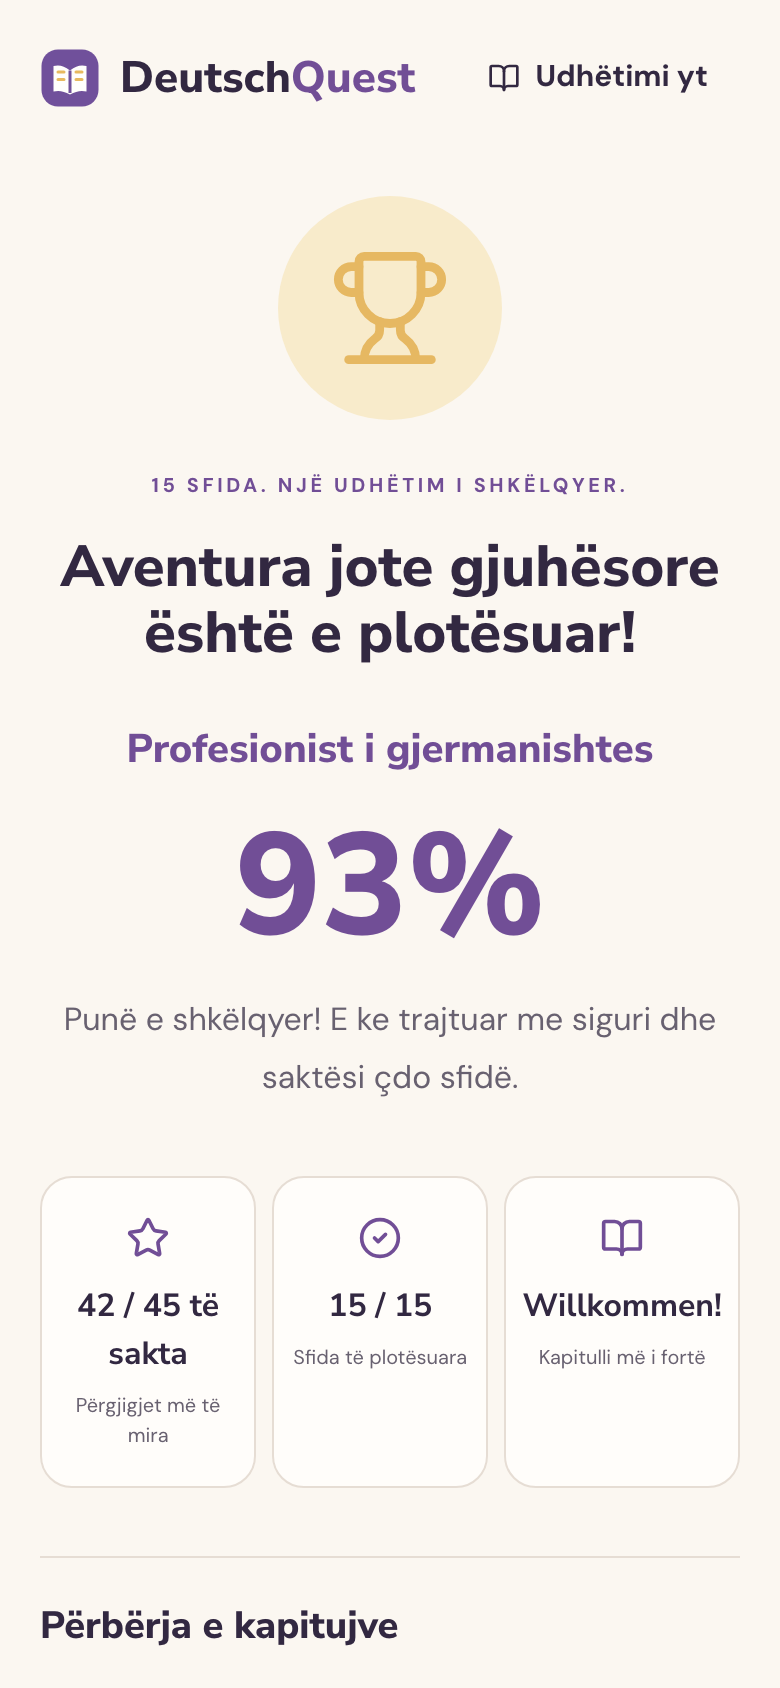 DeutschQuest
Udhëtimi yt
15 SFIDA. NJË UDHËTIM I SHKËLQYER.
Aventura jote gjuhësore
është e plotësuar!
Profesionist i gjermanishtes
93%
Punë e shkëlqyer! E ke trajtuar me siguri dhe
saktësi çdo sfidë.
42 / 45 të
sakta
Përgjigjet më të
mira
15 / 15
Sfida të plotësuara
Willkommen!
Kapitulli më i fortë
Përbërja e kapitujve